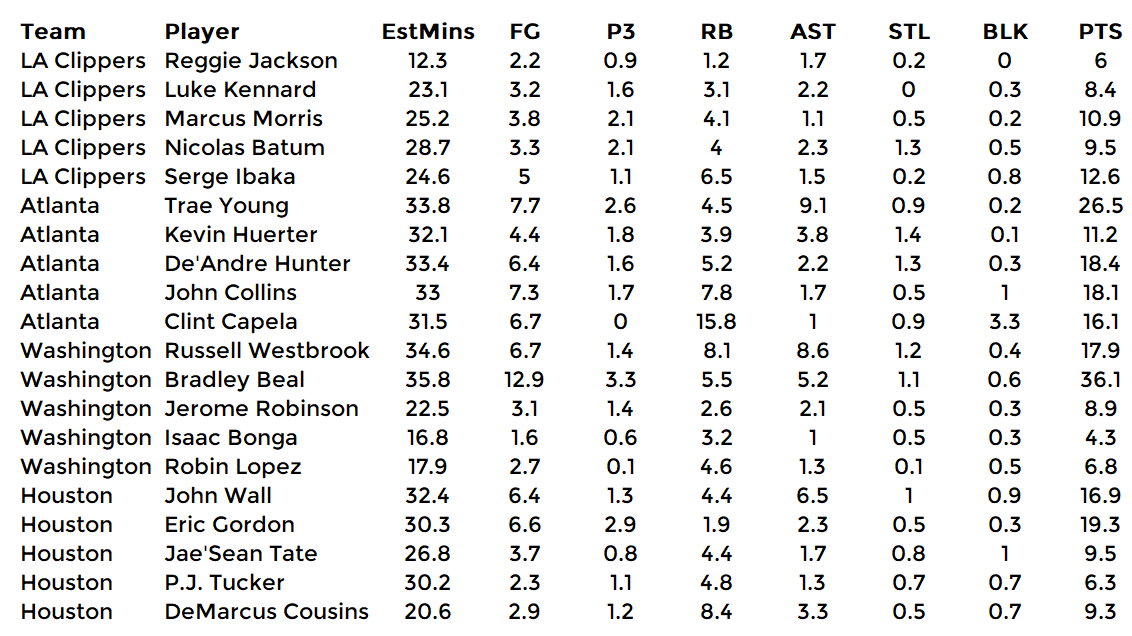 Team Player EstMins FG P3 RB AST STL BLK PTS
LA Clippers Reggie Jackson 12.3 2.2 0.9 1.2 1.7 0.2 0 6
LA Clippers Luke Kennard 23.1 3.2 1.6 3.1 2.2 0 0.3 8.4
LA Clippers Marcus Morris 25.2 3.8 2.1 4.1 1.1 0.5 0.2 10.9
LA Clippers Nicolas Batum 28.7 3.3 2.1 4 2.3 1.3 0.5 9.5
LA Clippers Serge Ibaka 24.6 5 1.1 6.5 1.5 0.2 0.8 12.6
Atlanta Trae Young 33.8 7.7 2.6 4.5 9.1 0.9 0.2 26.5
Atlanta Kevin Huerter 32.1 4.4 1.8 3.9 3.8 1.4 0.1 11.2
Atlanta De'Andre Hunter 33.4 6.4 1.6 5.2 2.2 1.3 0.3 18.4
Atlanta John Collins 33 7.3 1.7 7.8 1.7 0.5 1 18.1
Atlanta Clint Capela 31.5 6.7 0 15.8 1 0.9 3.3 16.1
Washington Russell Westbrook 34.6 6.7 1.4 8.1 8.6 1.2 0.4 17.9
Washington Bradley Beal 35.8 12.9 3.3 5.5 5.2 1.1 0.6 36.1
Washington Jerome Robinson 22.5 3.1 1.4 2.6 2.1 0.5 0.3 8.9
Washington Isaac Bonga 16.8 1.6 0.6 3.2 1 0.5 0.3 4.3
Washington Robin Lopez 17.9 2.7 0.1 4.6 1.3 0.1 0.5 6.8
Houston John Wall 32.4 6.4 1.3 4.4 6.5 1 0.9 16.9
Houston Eric Gordon 30.3 6.6 2.9 1.9 2.3 0.5 0.3 19.3
Houston Jae'Sean Tate 26.8 3.7 0.8 4.4 1.7 0.8 1 9.5
Houston P.J. Tucker 30.2 2.3 1.1 4.8 1.3 0.7 0.7 6.3
Houston DeMarcus Cousins 20.6 2.9 1.2 8.4 3.3 0.5 0.7 9.3